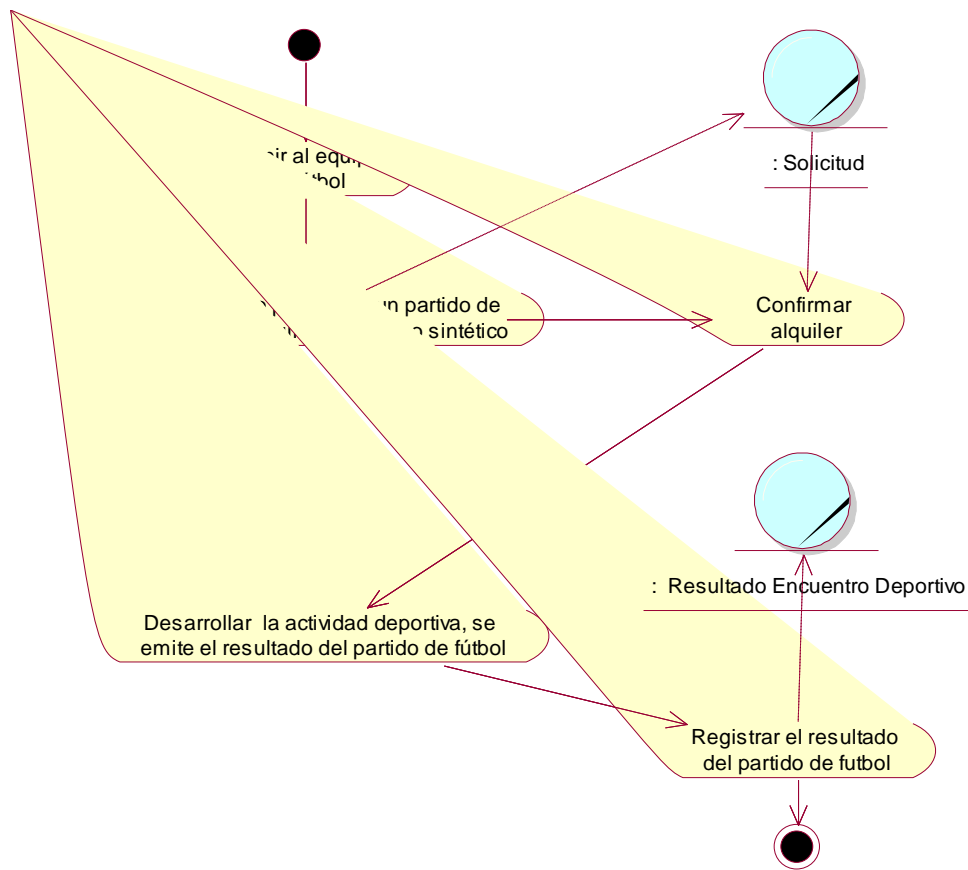 al
: Solicitud
un partido de
sintético
Confirmar
alquiler
: Resultado Encuentro Deportivo
Desarrollar la actividad deportiva, se
emite el resultado del partido de fútbol
Registrar el resultado
del partido de futbol